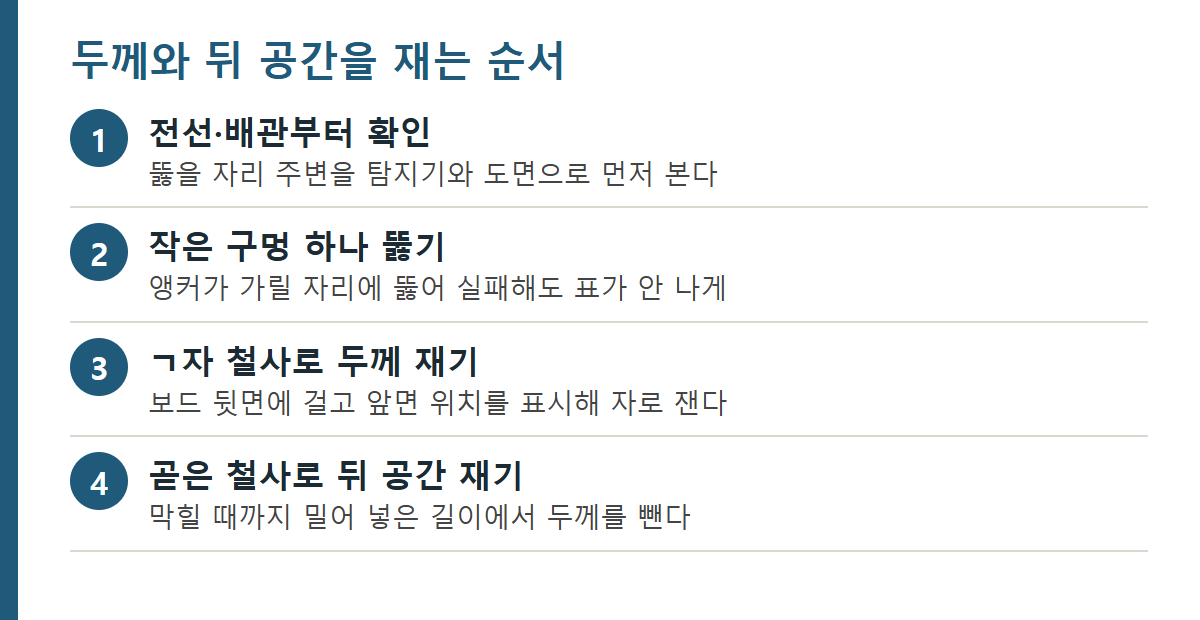 두께와 뒤 공간을 재는 순서
1
전선·배관부터 확인
뚫을 자리 주변을 탐지기와 도면으로 먼저 본다
2
작은 구멍 하나 뚫기
앵커가 가릴 자리에 뚫어 실패해도 표가 안 나게
3
ㄱ자 철사로 두께 재기
보드 뒷면에 걸고 앞면 위치를 표시해 자로 잰다
4
곧은 철사로 뒤 공간 재기
막힐 때까지 밀어 넣은 길이에서 두께를 뺀다